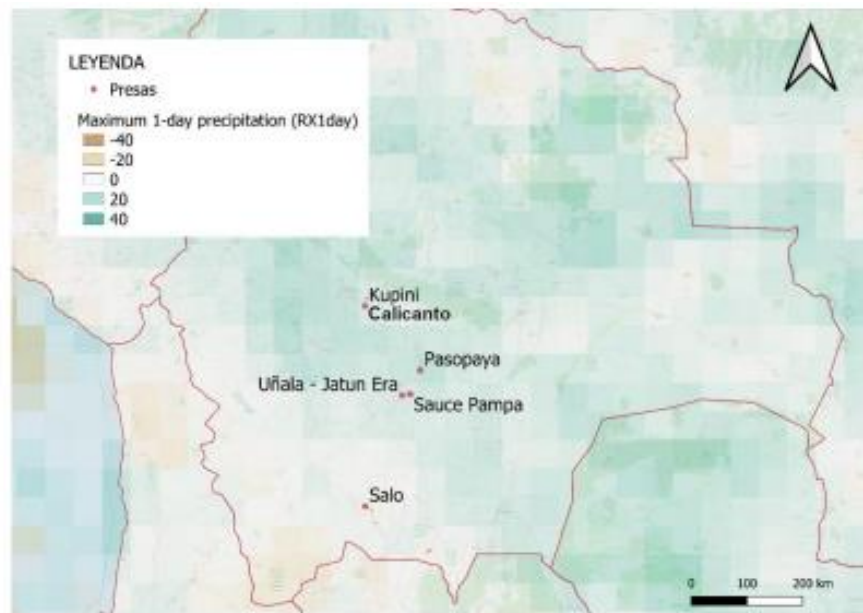 LEYENDA
Presas
Maximum 1-day precipitation (RX1day)
-40
-20
0
20
40
Kupini
Calicanto
Pasopaya
Uñala - Jatun Era
Sauce Pampa
Salo
0 100 200 km